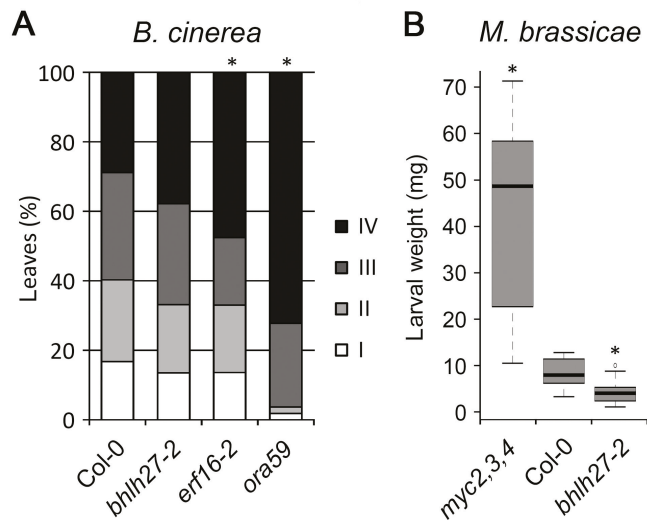 A
B. cinerea
* *
100
80
60
40
20
0
Leaves (%)
IV
III
II
I
Col-0
bhlh27-2
erf16-2
ora59
B
M. brassicae
*
70
60
50
40
30
20
10
0
Larval weight (mg)
*
myc2,3,4
Col-0
bhlh27-2